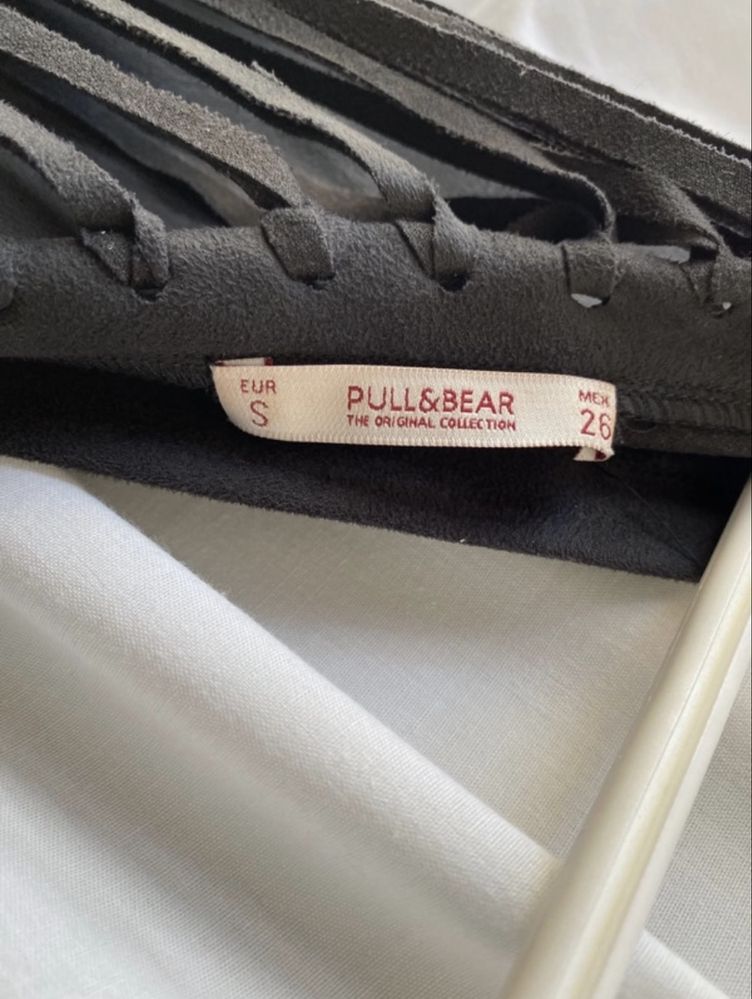 EUR
S
PULL&BEAR
THE ORIGINAL COLLECTION
MEX
26